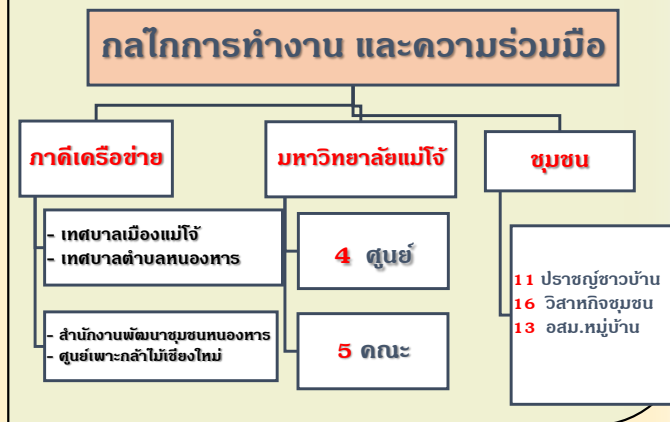 กลไกการทำงาน และความร่วมมือ
ภาคีเครือข่าย
มหาวิทยาลัยแม่โจ้
ชุมชน
- เทศบาลเมืองแม่โจ้
- เทศบาลตำบลหนองหาร
- สำนักงานพัฒนาชุมชนหนองหาร
- ศูนย์เพาะกล้าไม้เชียงใหม่
4 ศูนย์
5 คณะ
11 ปราชญ์ชาวบ้าน
16 วิสาหกิจชุมชน
13 อสม.หมู่บ้าน